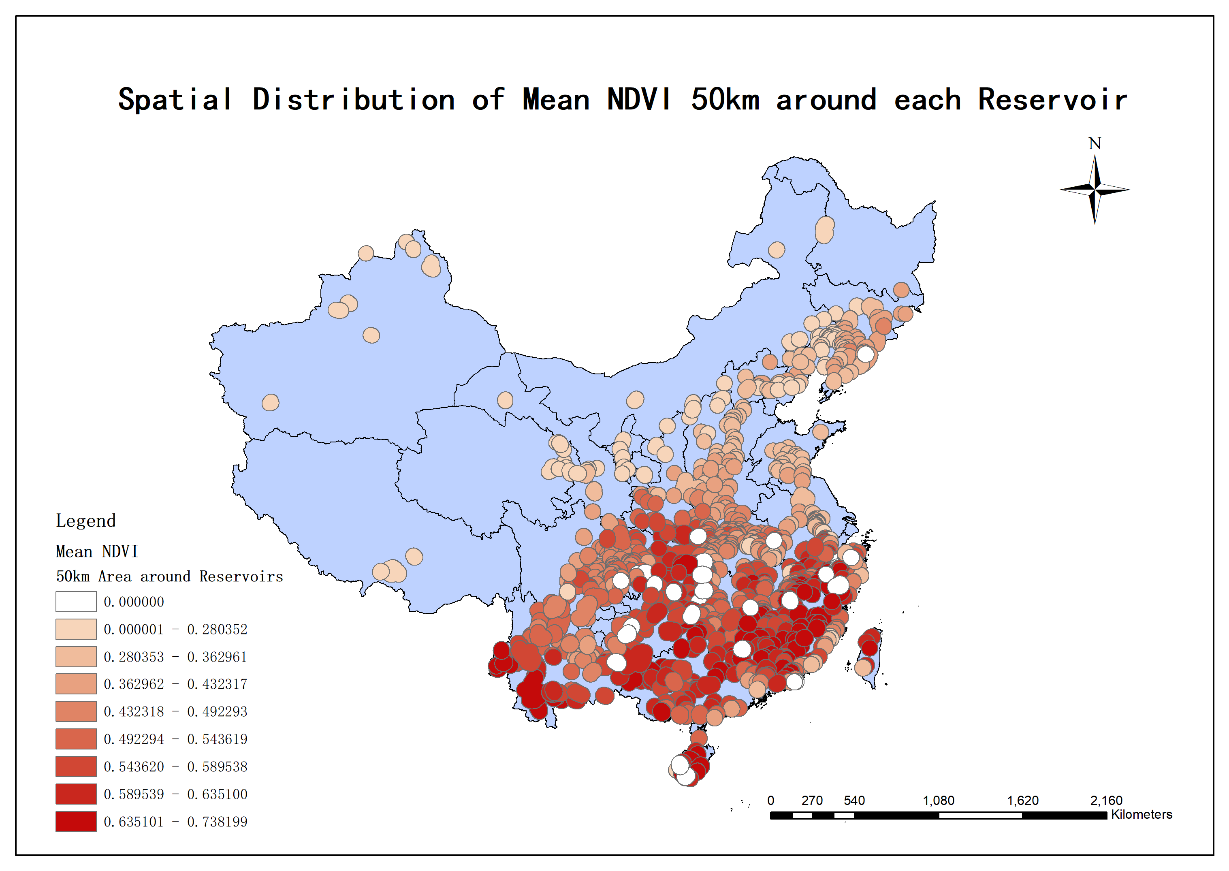 Spatial Distribution of Mean NDVI 50km around each Reservoir
N
Legend
Mean NDVI
50km Area around Reservoirs
0.000000
0.000001 - 0.280352
0.280353 - 0.362961
0.362962 - 0.432317
0.432318 - 0.492293
0.492294 - 0.543619
0.543620 - 0.589538
0.589539 - 0.635100
0.635101 - 0.738199
0 270 540 1,080 1,620 2,160
Kilometers